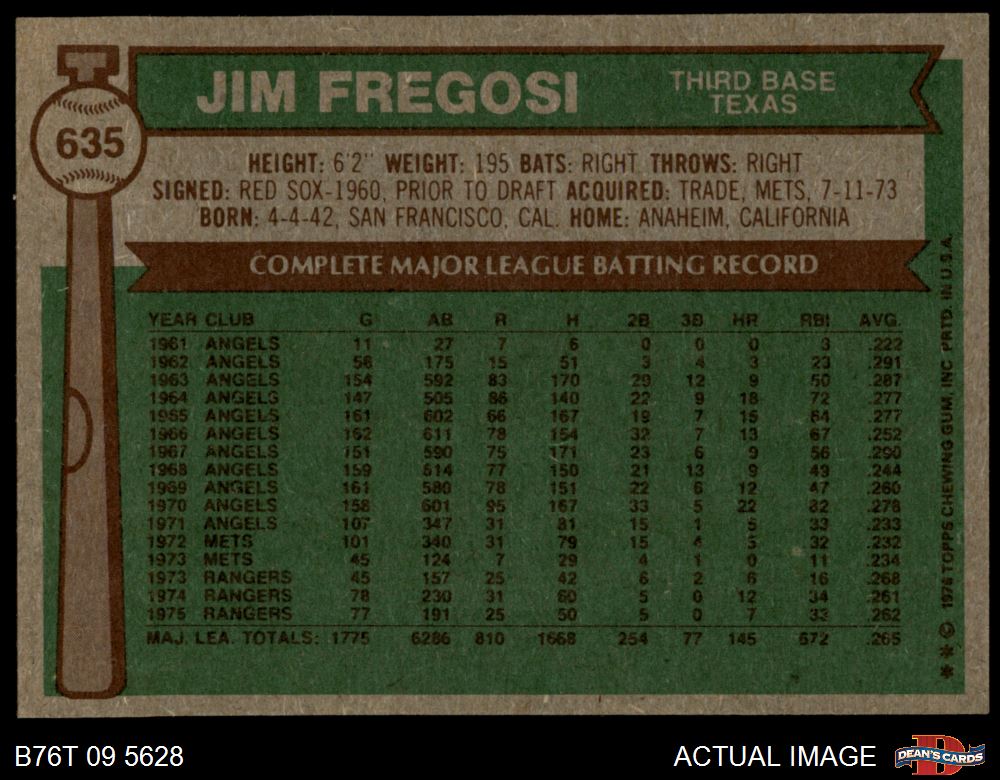 JIM FREGOSI
THIRD BASE
TEXAS
635
HEIGHT: 6'2" WEIGHT: 195 BATS: RIGHT THROWS: RIGHT
SIGNED: RED SOX-1960, PRIOR TO DRAFT ACQUIRED: TRADE, METS, 7-11-73
BORN: 4-4-42, SAN FRANCISCO, CAL. HOME: ANAHEIM, CALIFORNIA
COMPLETE MAJOR LEAGUE BATTING RECORD
YEAR CLUB G AB R H 2B 3B HR RBI AVG.
1961 ANGELS 11 27 7 6 0 0 0 3 .222
1962 ANGELS 58 175 15 51 3 4 3 23 .291
1963 ANGELS 154 592 83 170 29 12 9 50 .287
1964 ANGELS 147 505 86 140 22 9 18 72 .277
1965 ANGELS 161 602 66 167 19 7 15 64 .277
1966 ANGELS 162 611 78 154 32 7 13 67 .252
1967 ANGELS 151 590 75 171 23 6 9 56 .290
1968 ANGELS 159 614 77 150 21 13 9 49 .244
1969 ANGELS 161 580 78 151 22 6 12 47 .260
1970 ANGELS 158 601 95 167 33 5 22 82 .278
1971 ANGELS 107 347 31 81 15 1 5 33 .233
1972 METS 101 340 31 79 15 4 5 32 .232
1973 METS 45 124 7 29 4 1 0 11 .234
1973 RANGERS 45 157 25 42 6 2 6 16 .268
1974 RANGERS 78 230 31 60 5 0 12 34 .261
1975 RANGERS 77 191 25 50 5 0 7 33 .262
MAJ. LEA. TOTALS: 1775 6286 810 1668 254 77 145 672 .265
** © 1976 TOPPS CHEWING GUM, INC. PRTD. IN U.S.A.
B76T 09 5628
ACTUAL IMAGE
DEAN'S CARDS